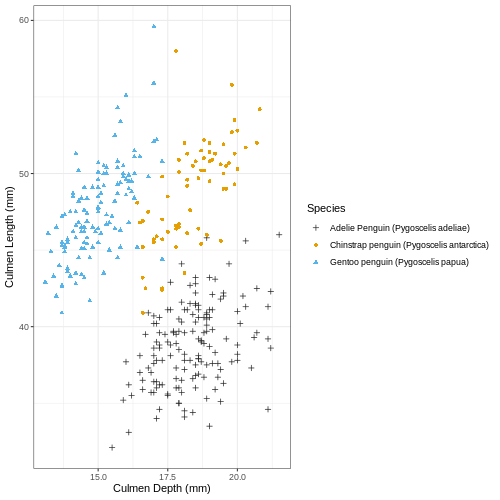 60
50
40
Culmen Length (mm)
15.0 17.5 20.0
Culmen Depth (mm)
Species
Adelie Penguin (Pygoscelis adeliae)
Chinstrap penguin (Pygoscelis antarctica)
Gentoo penguin (Pygoscelis papua)